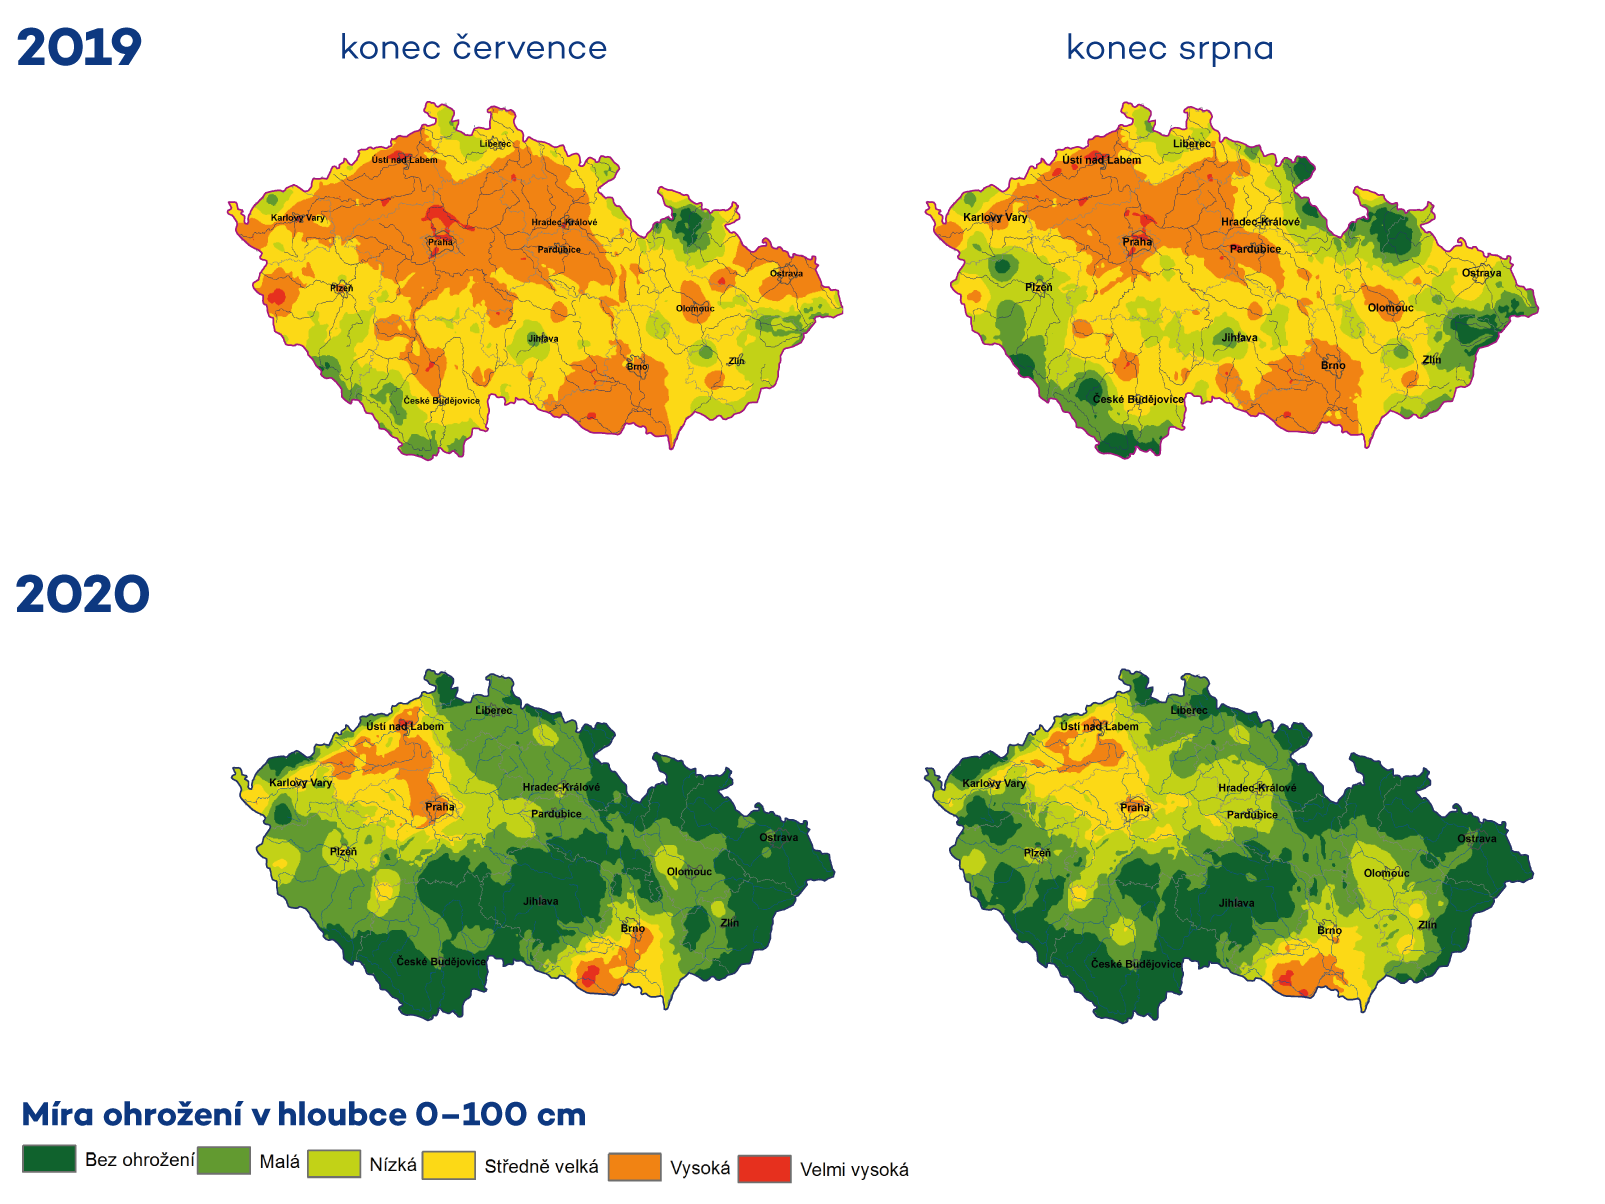 2019
konec července
konec srpna
Liberec
Ústí nad Labem
Karlovy Vary
Hradec-Králové
Praha
Pardubice
Ostrava
Plzeň
Olomouc
Jihlava
Zlín
Brno
České Budějovice
Liberec
Ústí nad Labem
Karlovy Vary
Hradec-Králové
Praha
Pardubice
Ostrava
Plzeň
Olomouc
Jihlava
Zlín
Brno
České Budějovice
2020
Liberec
Ústí nad Labem
Karlovy Vary
Hradec-Králové
Praha
Pardubice
Ostrava
Plzeň
Olomouc
Jihlava
Zlín
Brno
České Budějovice
Liberec
Ústí nad Labem
Karlovy Vary
Hradec-Králové
Praha
Pardubice
Ostrava
Plzeň
Olomouc
Jihlava
Zlín
Brno
České Budějovice
Míra ohrožení v hloubce 0–100 cm
Bez ohrožení Malá Nízká Středně velká Vysoká Velmi vysoká